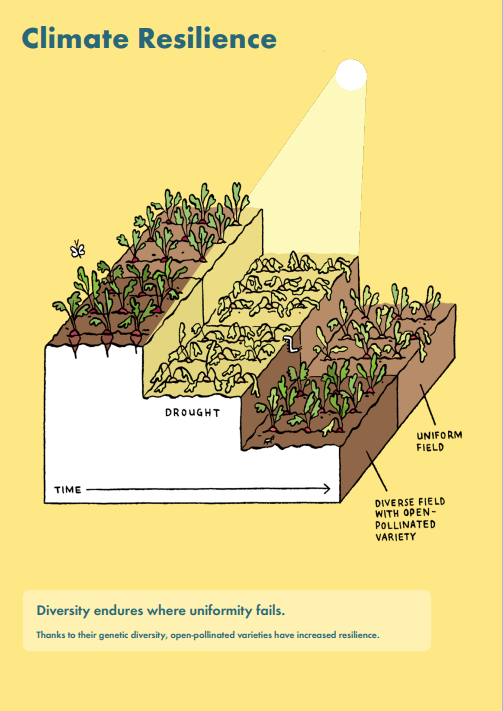 Climate Resilience
DROUGHT
UNIFORM
FIELD
TIME
DIVERSE FIELD
WITH OPEN-
POLLINATED
VARIETY
Diversity endures where uniformity fails.
Thanks to their genetic diversity, open-pollinated varieties have increased resilience.